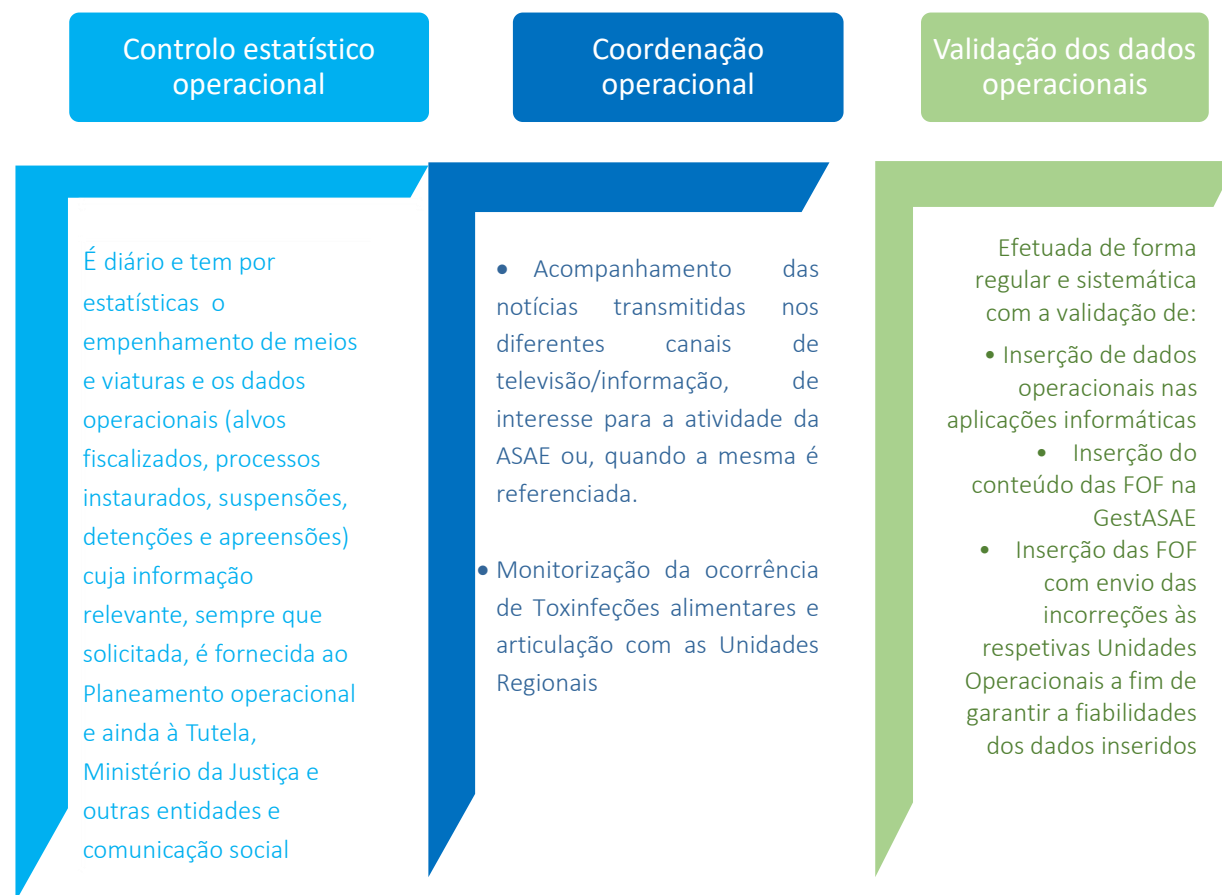 Controlo estatístico
operacional
É diário e tem por
estatísticas o
empenhamento de meios
e viaturas e os dados
operacionais (alvos
fiscalizados, processos
instaurados, suspensões,
detenções e apreensões)
cuja informação
relevante, sempre que
solicitada, é fornecida ao
Planeamento operacional
e ainda à Tutela,
Ministério da Justiça e
outras entidades e
comunicação social
Coordenação
operacional
• Acompanhamento das
notícias transmitidas nos
diferentes canais de
televisão/informação, de
interesse para a atividade da
ASAE ou, quando a mesma é
referenciada.
• Monitorização da ocorrência
de Toxinfeções alimentares e
articulação com as Unidades
Regionais
Validação dos dados
operacionais
Efetuada de forma
regular e sistemática
com a validação de:
• Inserção de dados
operacionais nas
aplicações informáticas
• Inserção do
conteúdo das FOF na
GestASAE
• Inserção das FOF
com envio das
incorreções às
respetivas Unidades
Operacionais a fim de
garantir a fiabilidades
dos dados inseridos